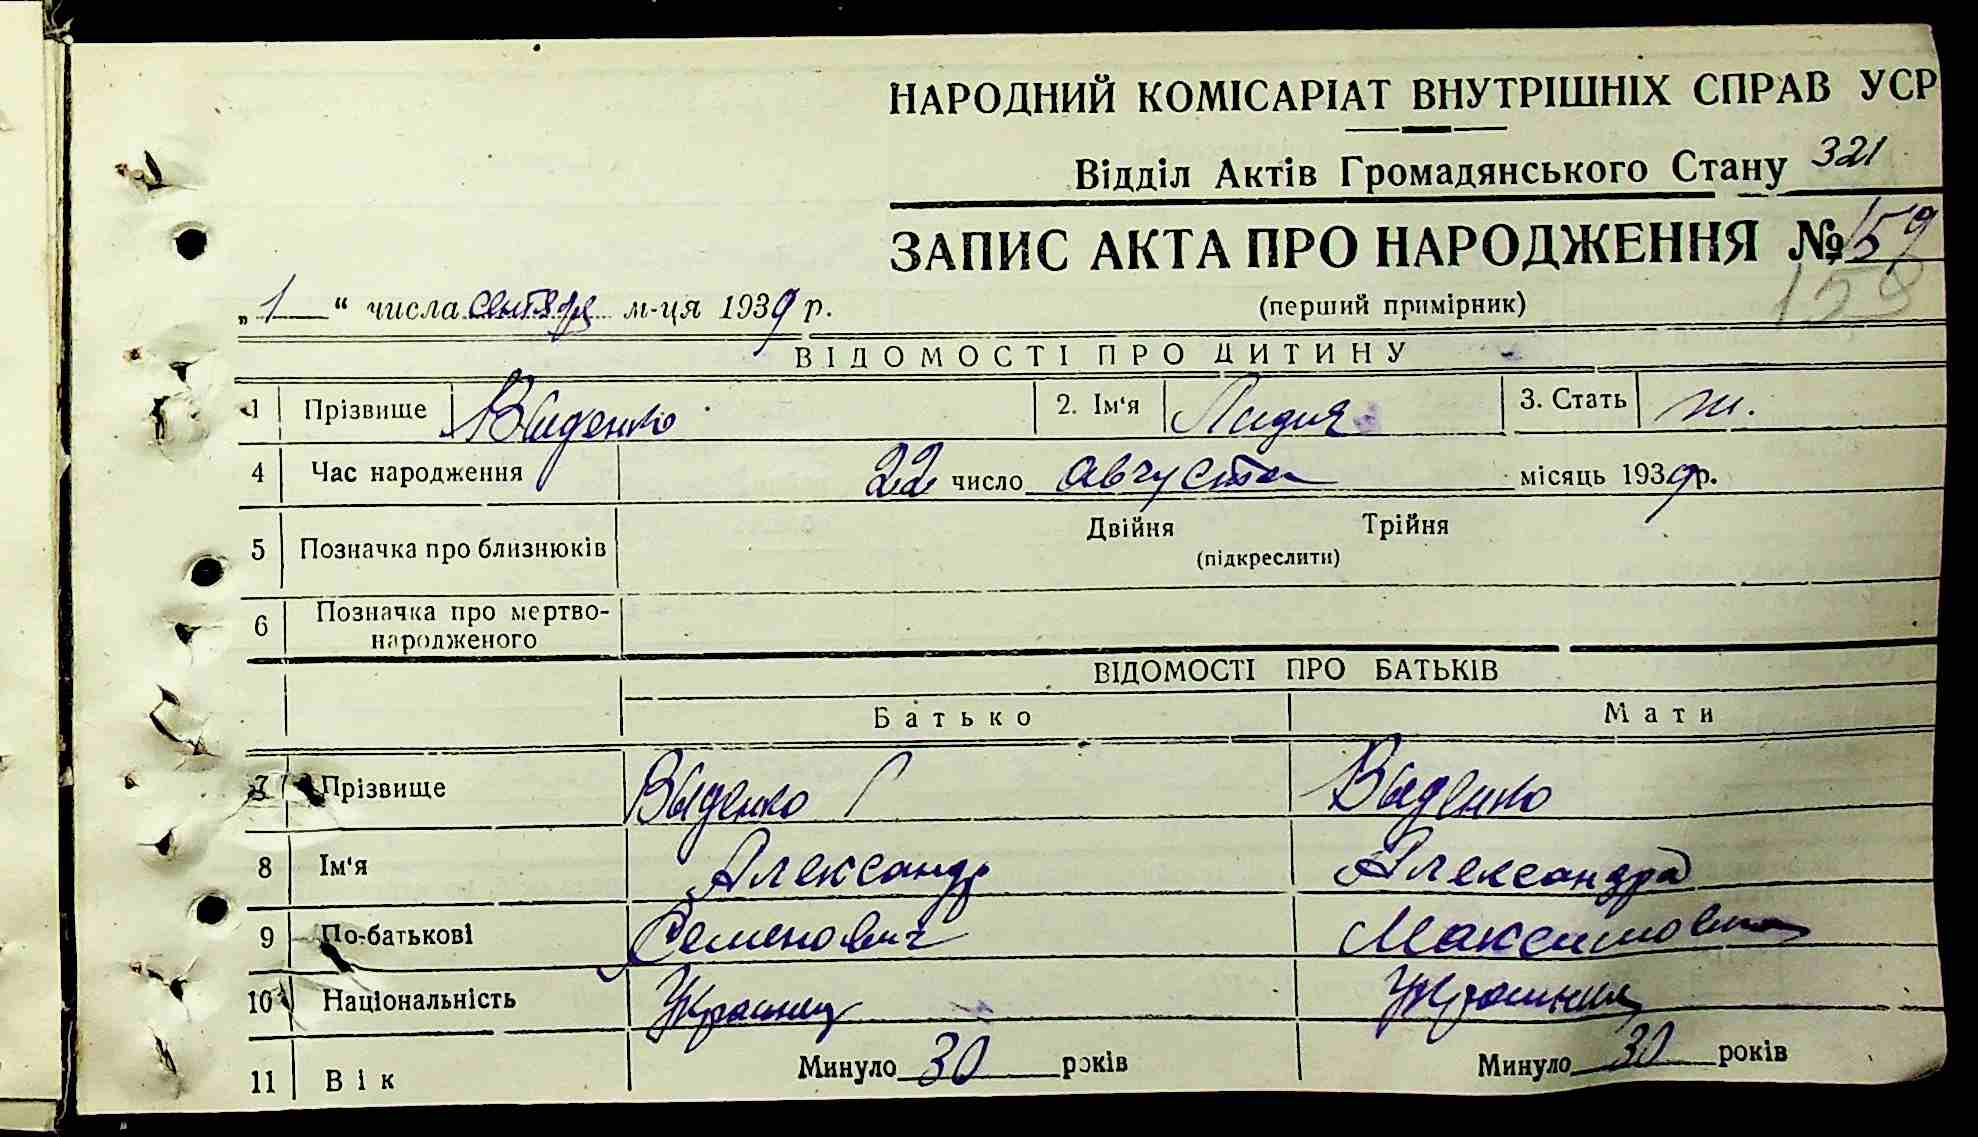 НАРОДНИЙ КОМІСАРІАТ ВНУТРІШНІХ СПРАВ УСР
Відділ Актів Громадянського Стану 321
ЗАПИС АКТА ПРО НАРОДЖЕННЯ № 159
„1“ числа сентября м-ця 1939 р. (перший примірник) 159
ВІДОМОСТІ ПРО ДИТИНУ
1 Прізвище Выденко 2. Ім'я Лидия 3. Стать ж.
4 Час народження 22 число августа місяць 1939 р.
5 Позначка про близнюків Двійня Трійня
(підкреслити)
6 Позначка про мертво-
народженого
ВІДОМОСТІ ПРО БАТЬКІВ
Батько Мати
7 Прізвище Выденко Выденко
8 Ім'я Александр Александра
9 По-батькові Семенович Максимовна
10 Національність Украинец
11 Вік Минуло 30 років Минуло 30 років